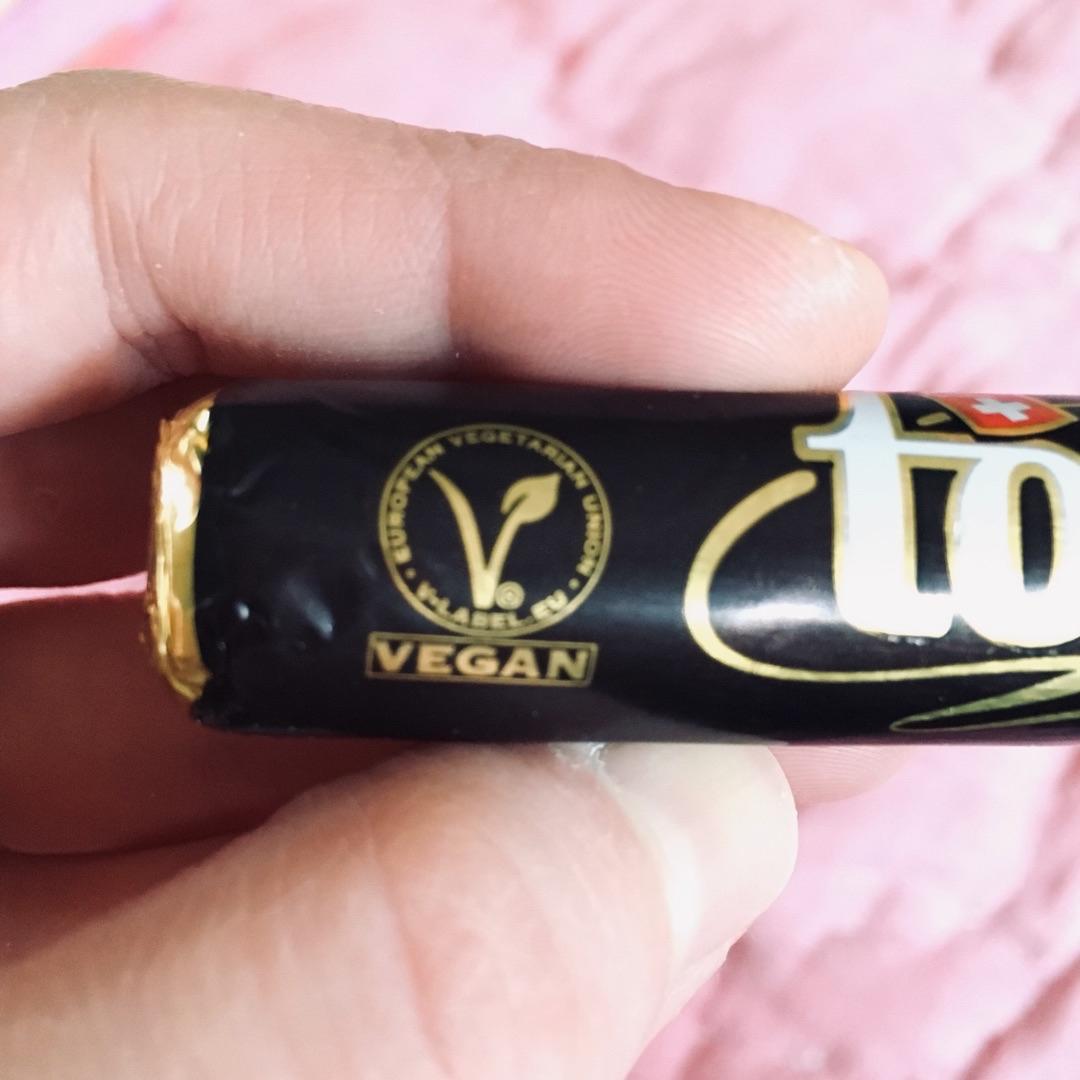 EUROPEAN VEGETARIAN UNION
V-LABEL.EU
VEGAN
to